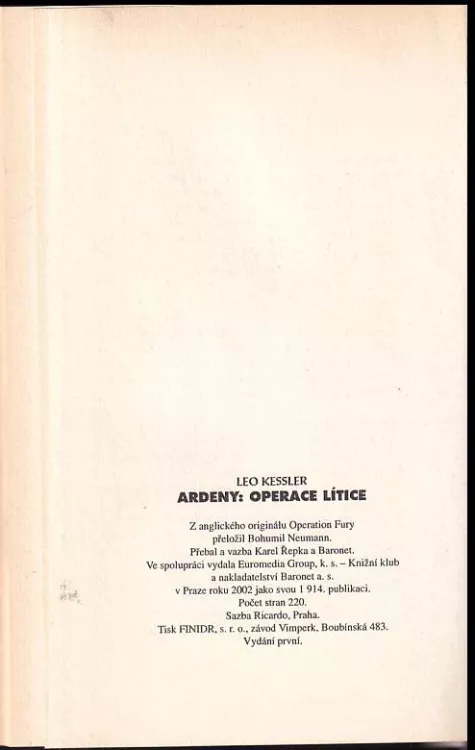 LEO KESSLER
ARDENY: OPERACE LÍTICE
Z anglického originálu Operation Fury
přeložil Bohumil Neumann.
Přebal a vazba Karel Řepka a Baronet.
Ve spolupráci vydala Euromedia Group, k. s. – Knižní klub
a nakladatelství Baronet a. s.
v Praze roku 2002 jako svou 1 914. publikaci.
Počet stran 220.
Sazba Ricardo, Praha.
Tisk FINIDR, s. r. o., závod Vimperk, Boubínská 483.
Vydání první.